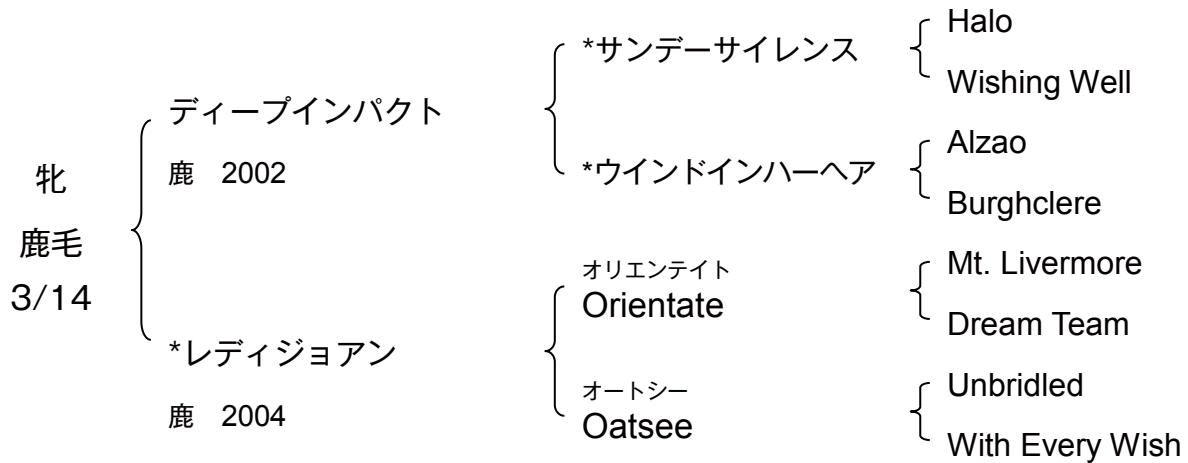 牝
鹿毛
3/14
ディープインパクト
鹿　2002
*レディジョアン
鹿　2004
*サンデーサイレンス
*ウインドインハーヘア
オリエンテイト
Orientate
オートシー
Oatsee
Halo
Wishing Well
Alzao
Burghclere
Mt. Livermore
Dream Team
Unbridled
With Every Wish